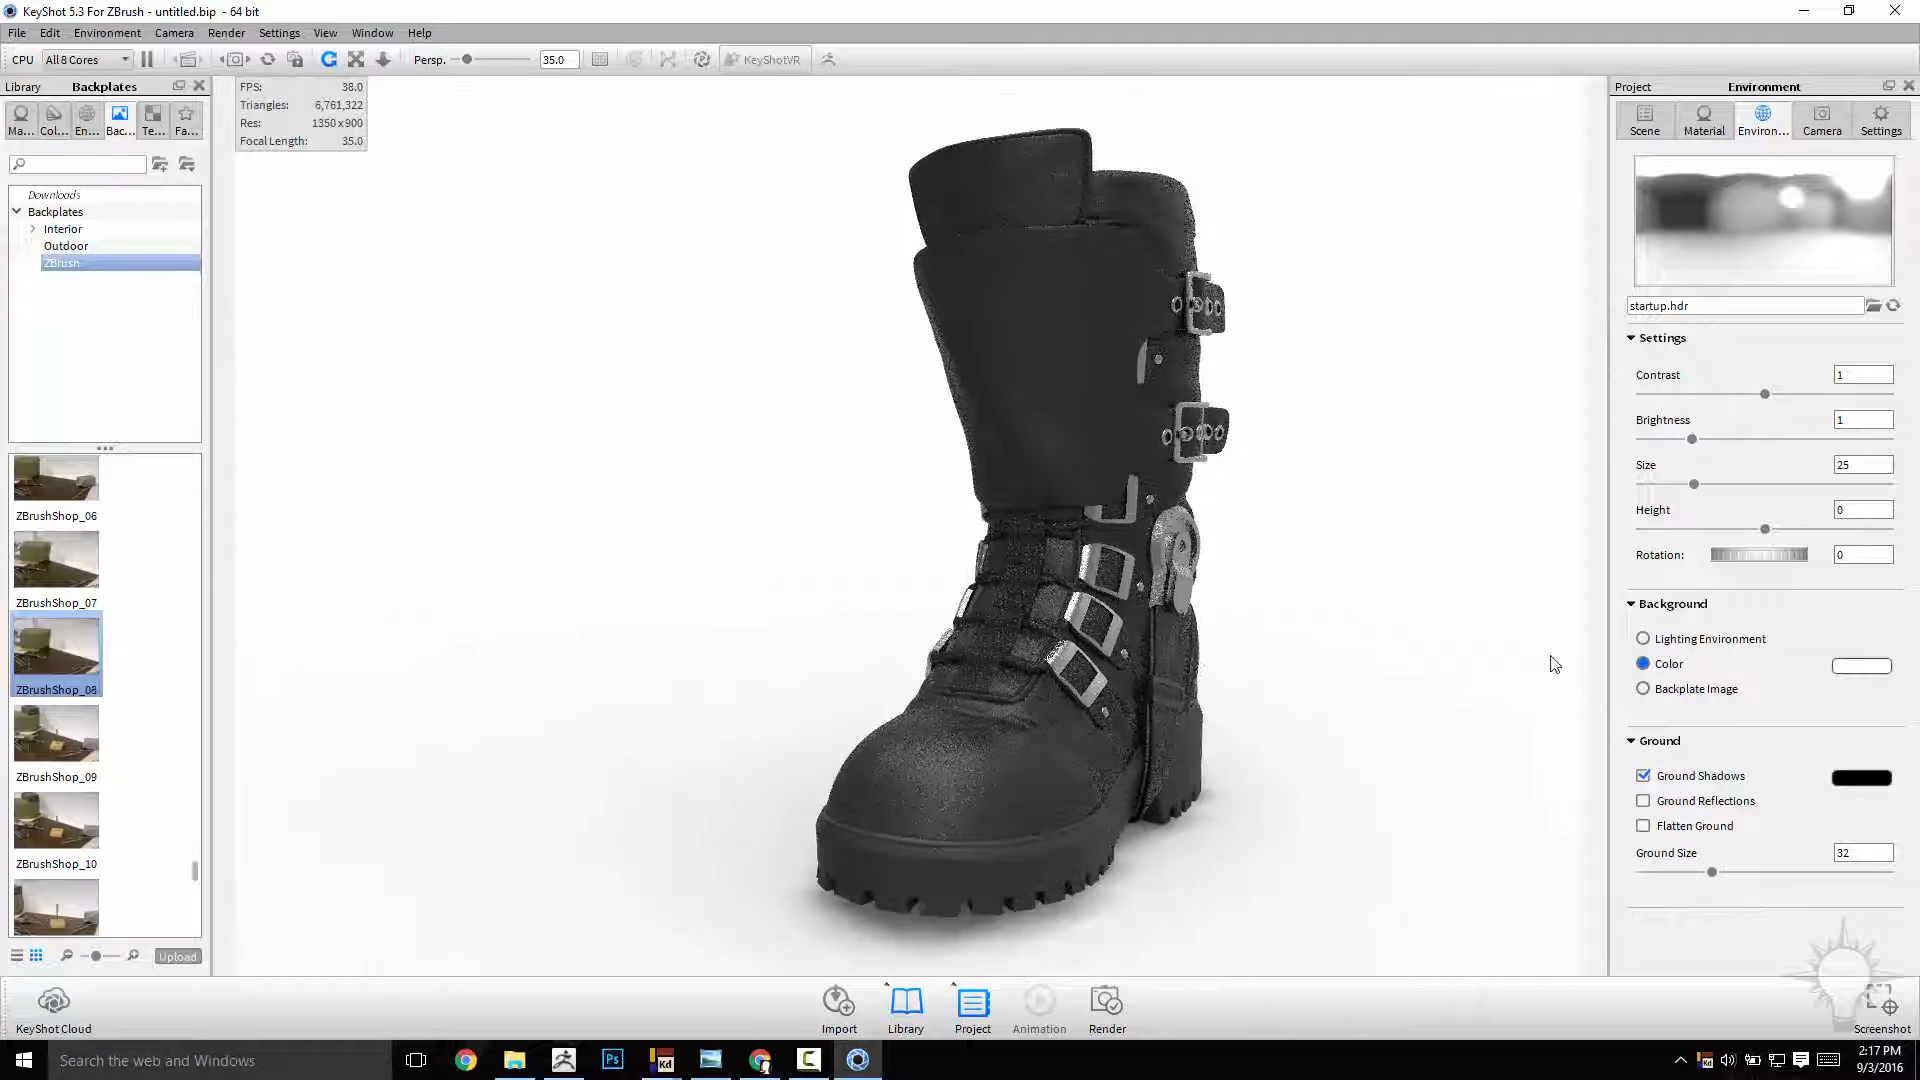 KeyShot 5.3 For ZBrush - untitled.bip - 64 bit
File Edit Environment Camera Render Settings View Window Help
CPU All 8 Cores Persp. 35.0 KeyShotVR
Library Backplates
Ma... Col... En... Bac... Te... Fa...
Downloads
Backplates
Interior
Outdoor
ZBrush
ZBrushShop_06
ZBrushShop_07
ZBrushShop_08
ZBrushShop_09
ZBrushShop_10
Upload
FPS: 38.0
Triangles: 6,761,322
Res: 1350 x 900
Focal Length: 35.0
Project Environment
Scene Material Environ... Camera Settings
startup.hdr
Settings
Contrast 1
Brightness 1
Size 25
Height 0
Rotation: 0
Background
Lighting Environment
Color
Backplate Image
Ground
Ground Shadows
Ground Reflections
Flatten Ground
Ground Size 32
KeyShot Cloud Import Library Project Animation Render Screenshot
Search the web and Windows
Ps
Kd
2:17 PM
9/3/2016